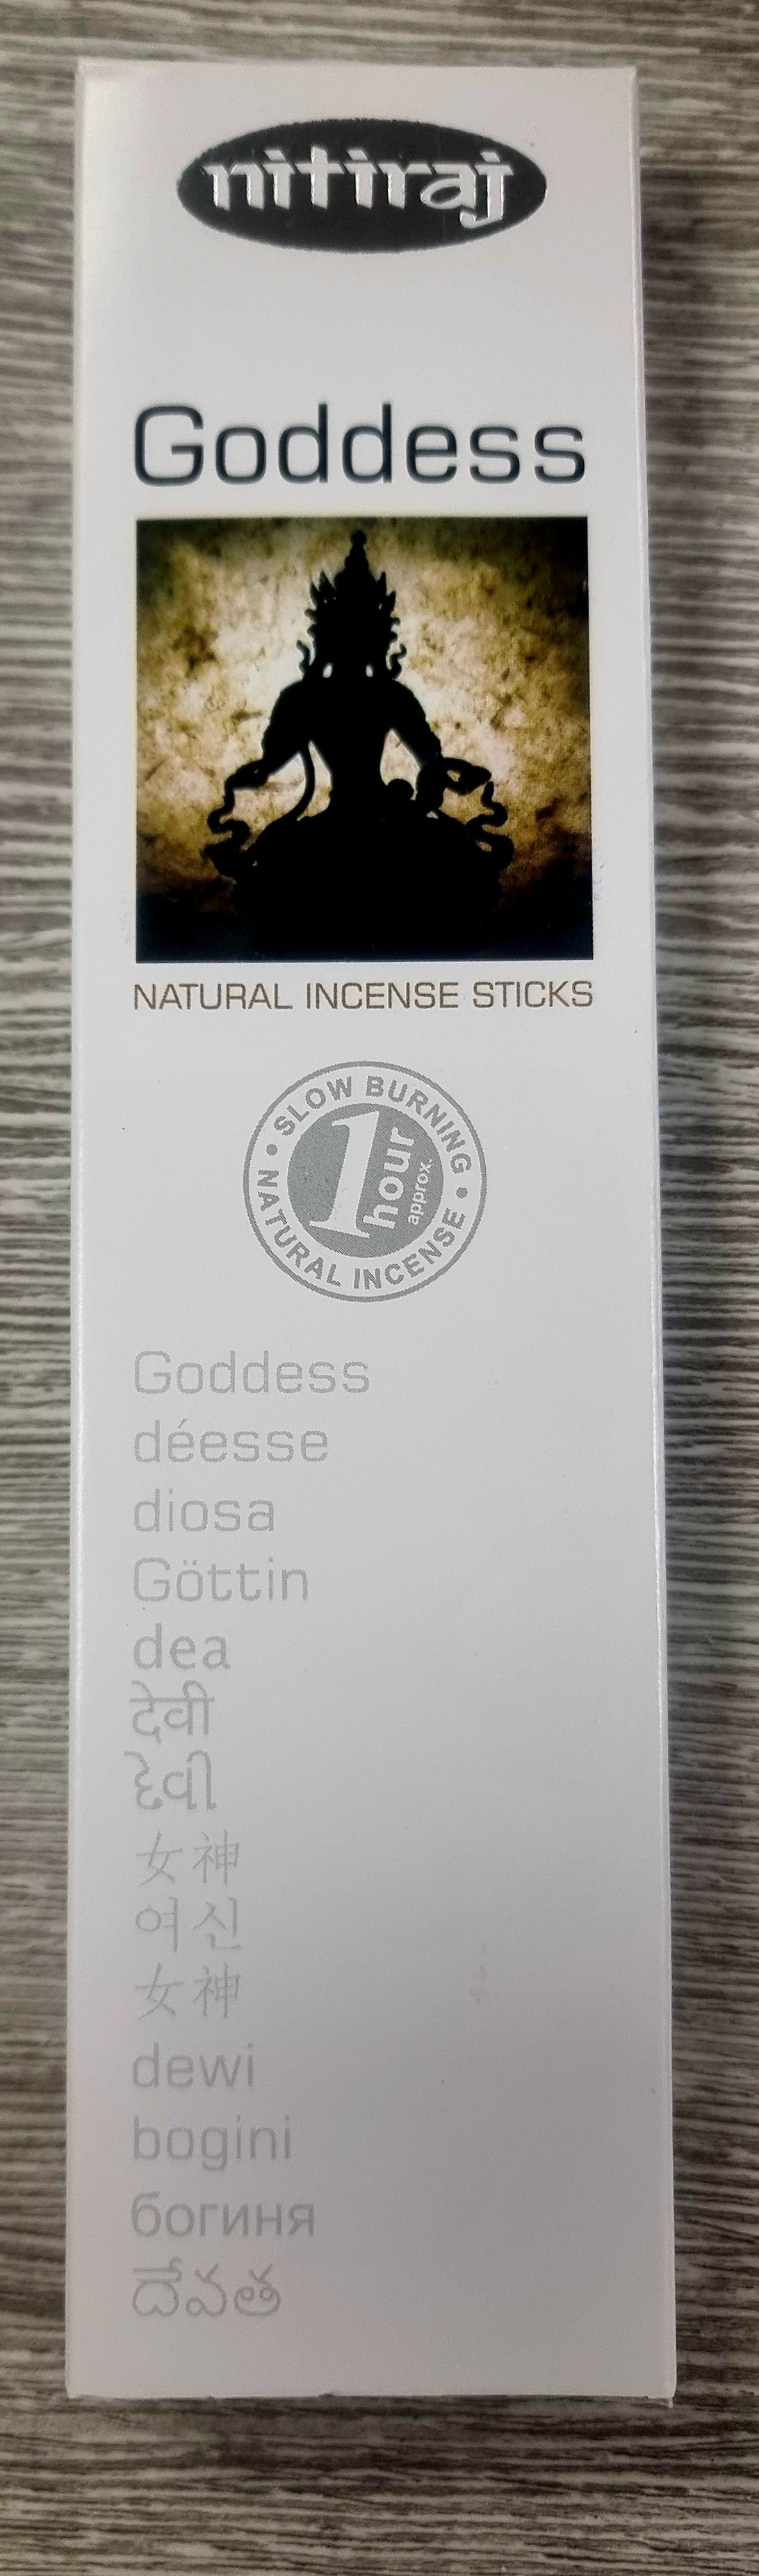 nitiraj
Goddess
NATURAL INCENSE STICKS
• SLOW BURNING •
1 hour approx.
NATURAL INCENSE
Goddess
déesse
diosa
Göttin
dea
देवी
દેવી
女神
여신
女神
dewi
bogini
богиня
దేవత